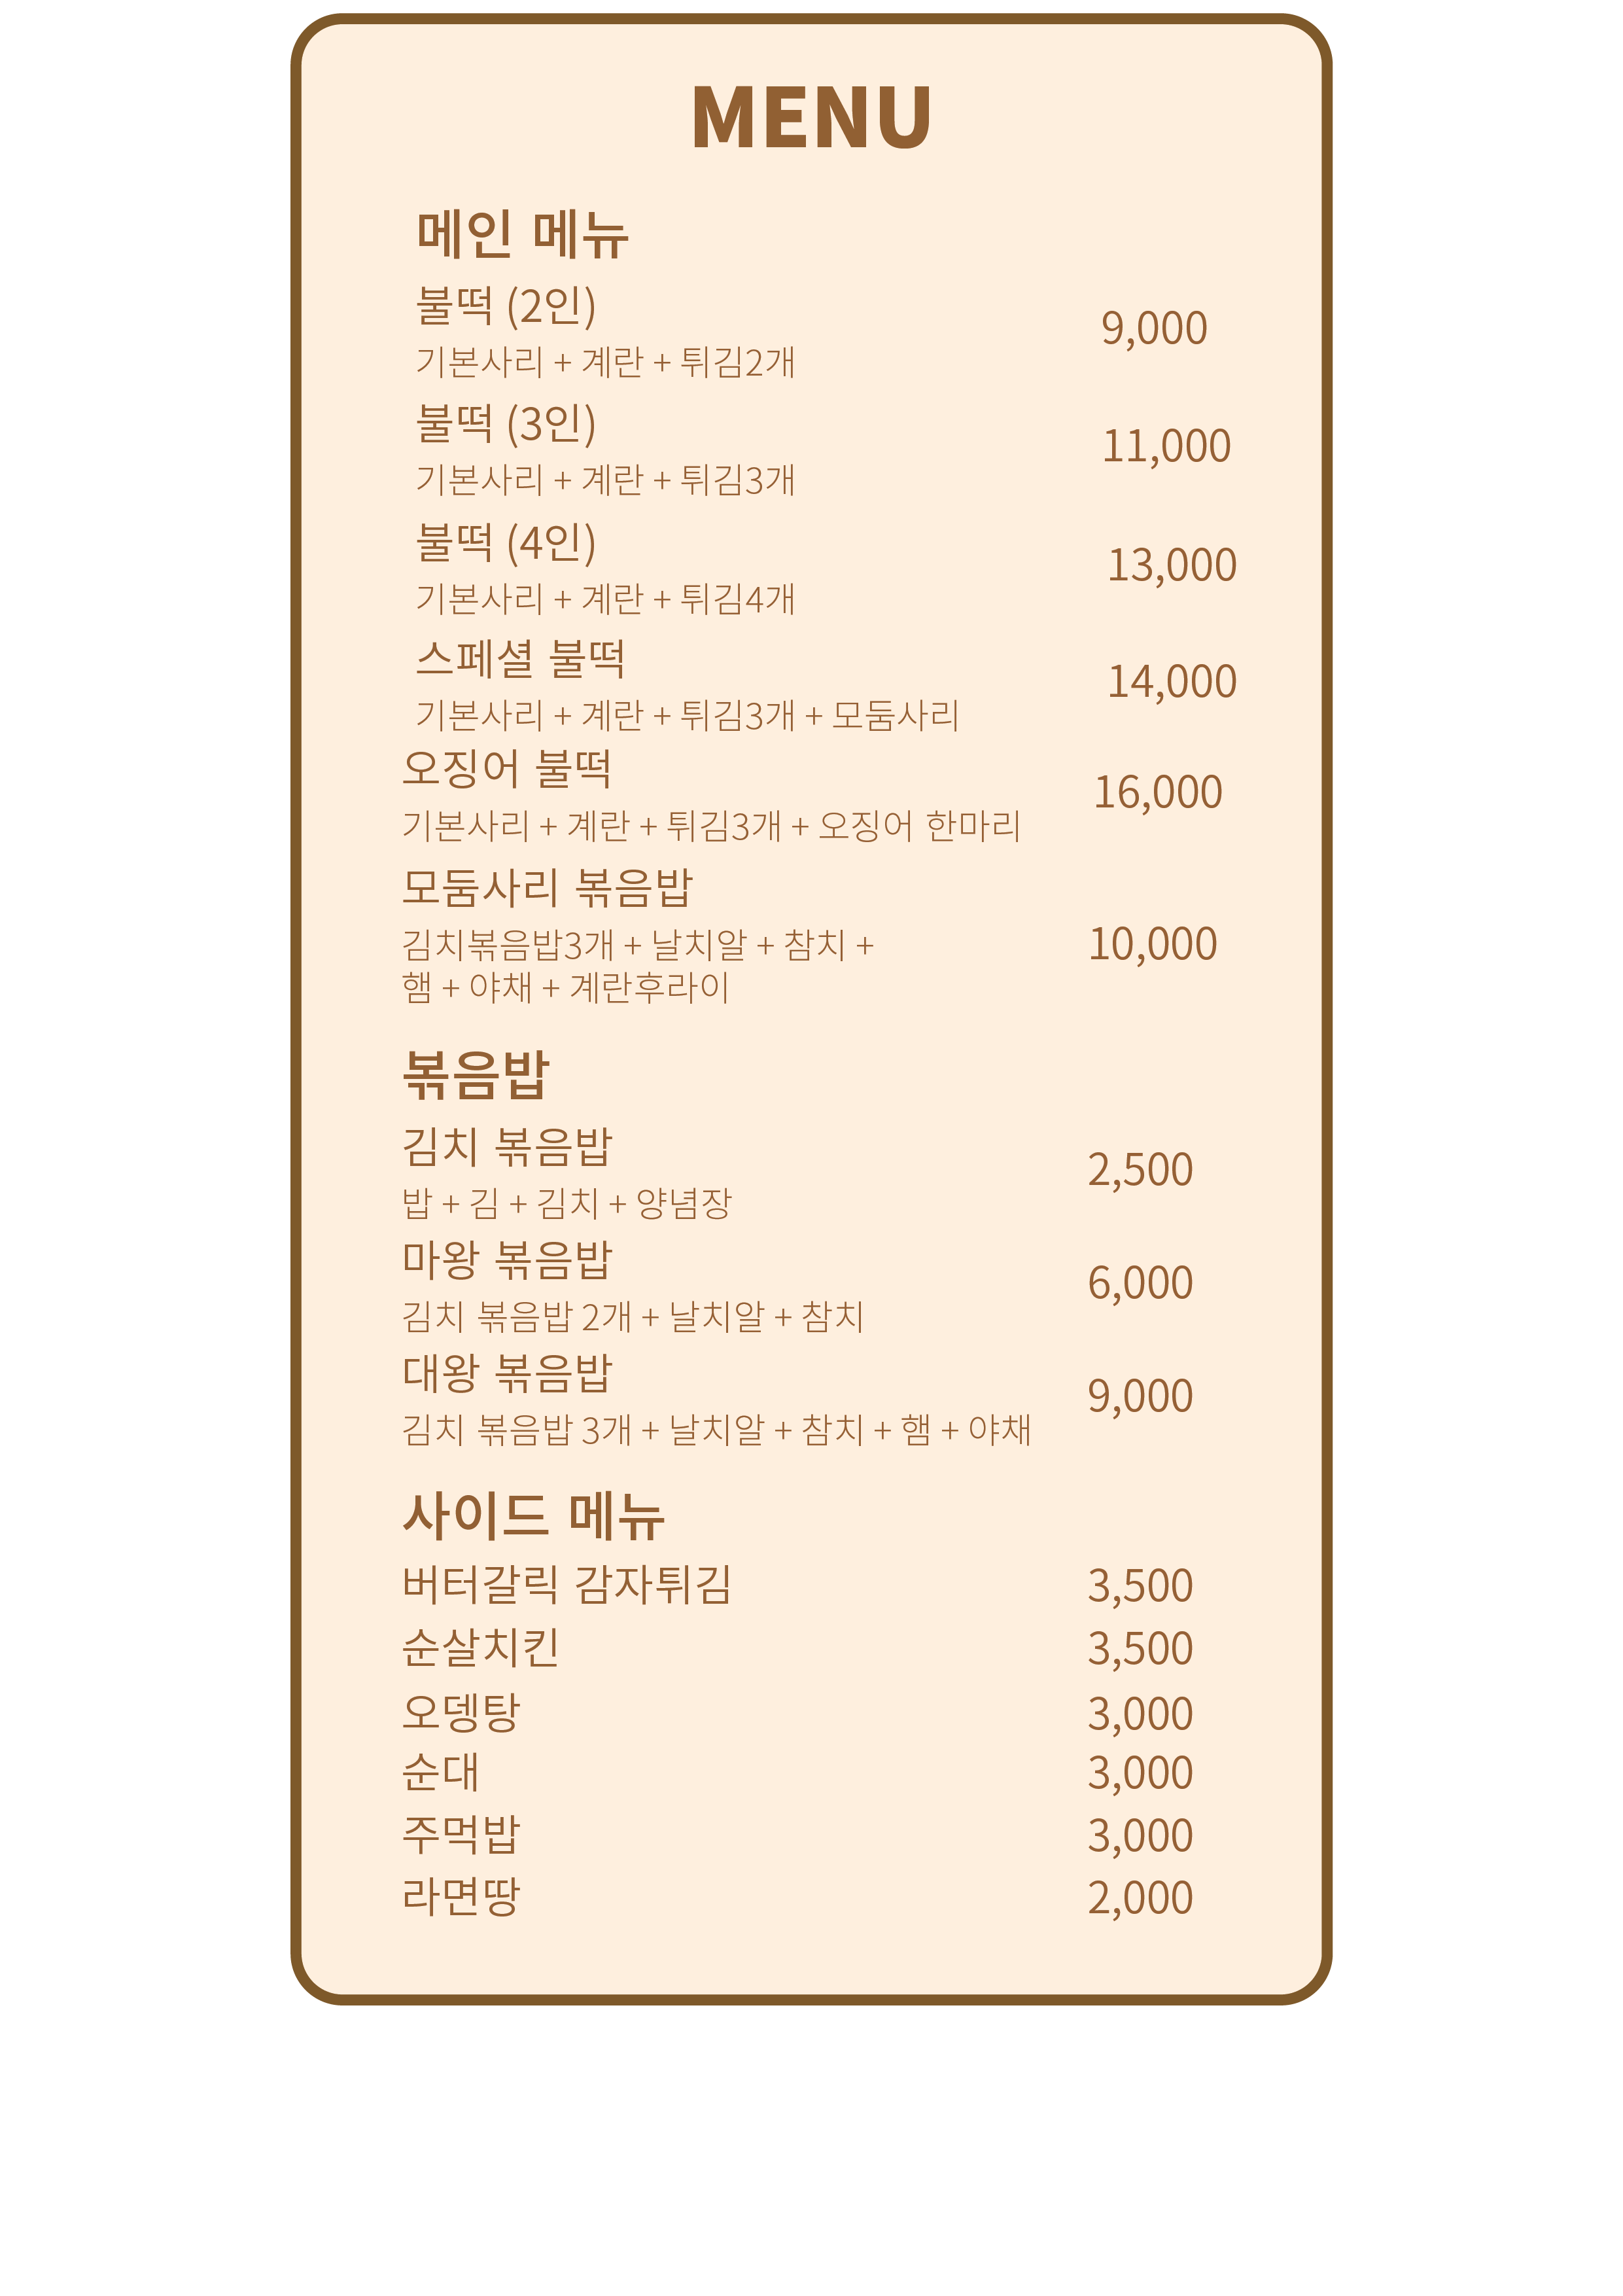 MENU
메인 메뉴
불떡 (2인)
9,000
기본사리 + 계란 + 튀김2개
불떡 (3인)
11,000
기본사리 + 계란 + 튀김3개
불떡 (4인)
13,000
기본사리 + 계란 + 튀김4개
스페셜 불떡
14,000
기본사리 + 계란 + 튀김3개 + 모둠사리
오징어 불떡
16,000
기본사리 + 계란 + 튀김3개 + 오징어 한마리
모둠사리 볶음밥
김치볶음밥3개 + 날치알 + 참치 +
10,000
햄 + 야채 + 계란후라이
볶음밥
김치 볶음밥
2,500
밥 + 김 + 김치 + 양념장
마왕 볶음밥
6,000
김치 볶음밥 2개 + 날치알 + 참치
대왕 볶음밥
9,000
김치 볶음밥 3개 + 날치알 + 참치 + 햄 + 야채
사이드 메뉴
버터갈릭 감자튀김 3,500
순살치킨 3,500
오뎅탕 3,000
순대 3,000
주먹밥 3,000
라면땅 2,000